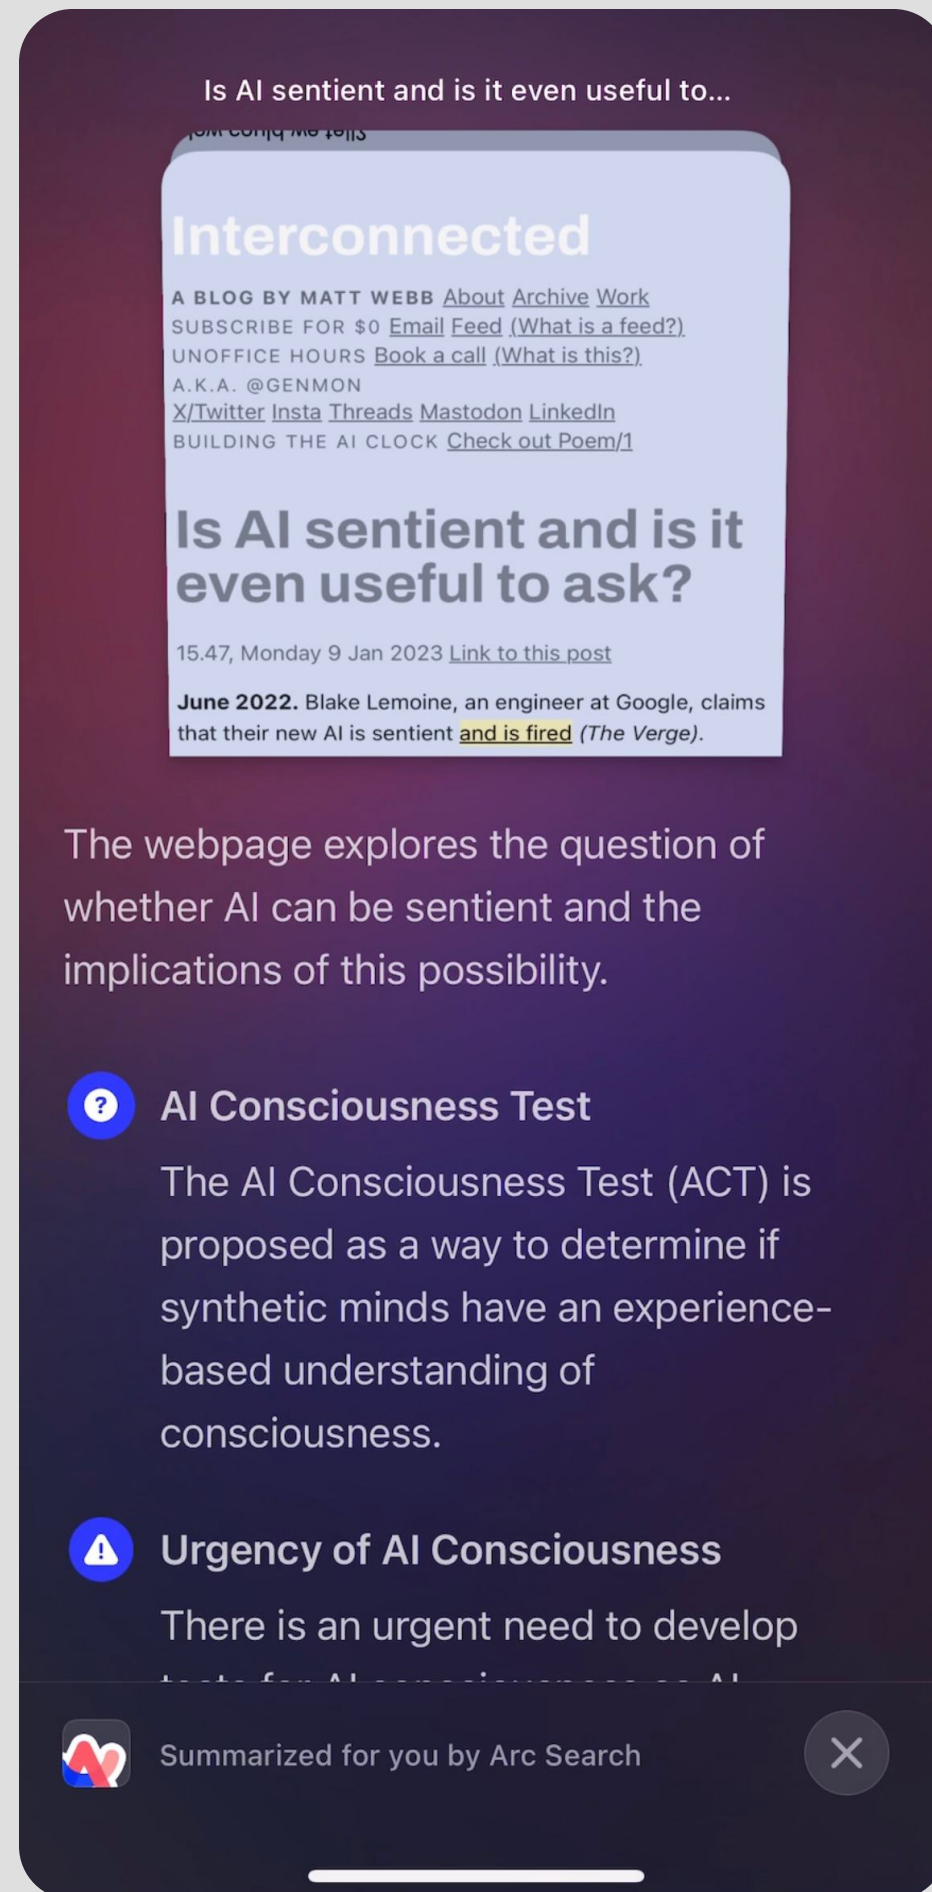 Is AI sentient and is it even useful to...
Interconnected
A BLOG BY MATT WEBB About Archive Work
SUBSCRIBE FOR $0 Email Feed (What is a feed?)
UNOFFICE HOURS Book a call (What is this?)
A.K.A. @GENMON
X/Twitter Insta Threads Mastodon LinkedIn
BUILDING THE AI CLOCK Check out Poem/1
Is AI sentient and is it
even useful to ask?
15.47, Monday 9 Jan 2023 Link to this post
June 2022. Blake Lemoine, an engineer at Google, claims
that their new AI is sentient and is fired (The Verge).
The webpage explores the question of
whether AI can be sentient and the
implications of this possibility.
AI Consciousness Test
The AI Consciousness Test (ACT) is
proposed as a way to determine if
synthetic minds have an experience-
based understanding of
consciousness.
Urgency of AI Consciousness
There is an urgent need to develop
tests for AI consciousness as AI
Summarized for you by Arc Search